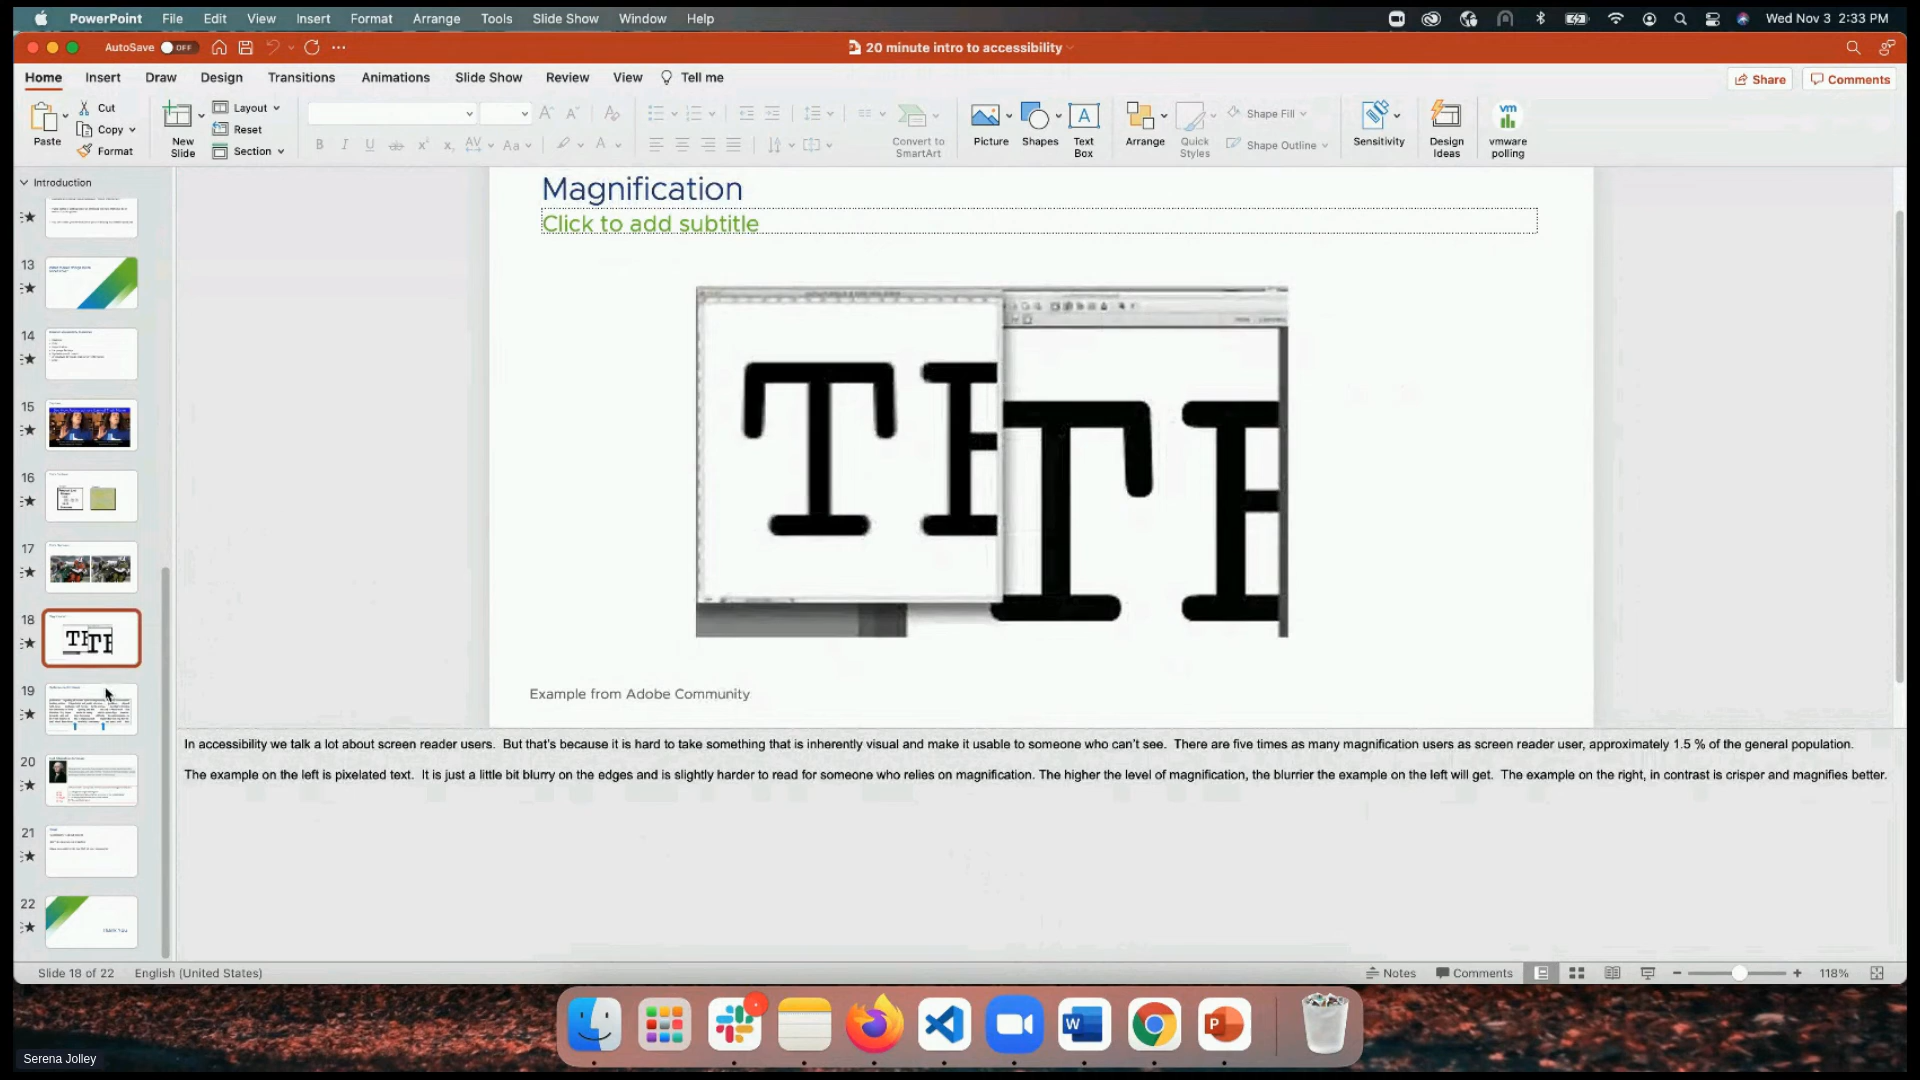 PowerPoint File Edit View Insert Format Arrange Tools Slide Show Window Help Wed Nov 3 2:33 PM
AutoSave OFF 20 minute intro to accessibility
Home Insert Draw Design Transitions Animations Slide Show Review View Tell me Share Comments
Paste Cut Copy Format
New Slide Layout Reset Section
Convert to SmartArt
Picture Shapes Text Box
Arrange Quick Styles Shape Fill Shape Outline
Sensitivity Design Ideas vmware polling
Introduction
13
14
15
16
17
18
19
20
21
22
Thank You
Magnification
Click to add subtitle
Example from Adobe Community
In accessibility we talk a lot about screen reader users. But that's because it is hard to take something that is inherently visual and make it usable to someone who can't see. There are five times as many magnification users as screen reader user, approximately 1.5 % of the general population.
The example on the left is pixelated text. It is just a little bit blurry on the edges and is slightly harder to read for someone who relies on magnification. The higher the level of magnification, the blurrier the example on the left will get. The example on the right, in contrast is crisper and magnifies better.
Slide 18 of 22 English (United States) Notes Comments 118%
Serena Jolley